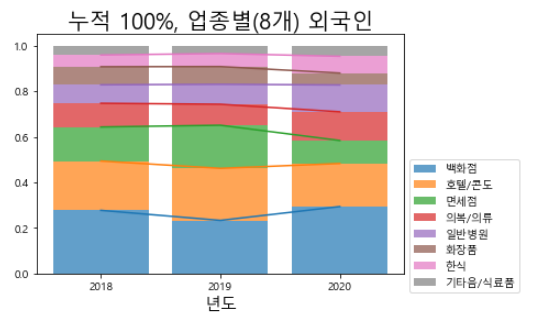 누적 100%, 업종별(8개) 외국인
1.0
0.8
0.6
0.4
0.2
0.0
2018
2019
2020
년도
백화점
호텔/콘도
면세점
의복/의류
일반병원
화장품
한식
기타음/식료품